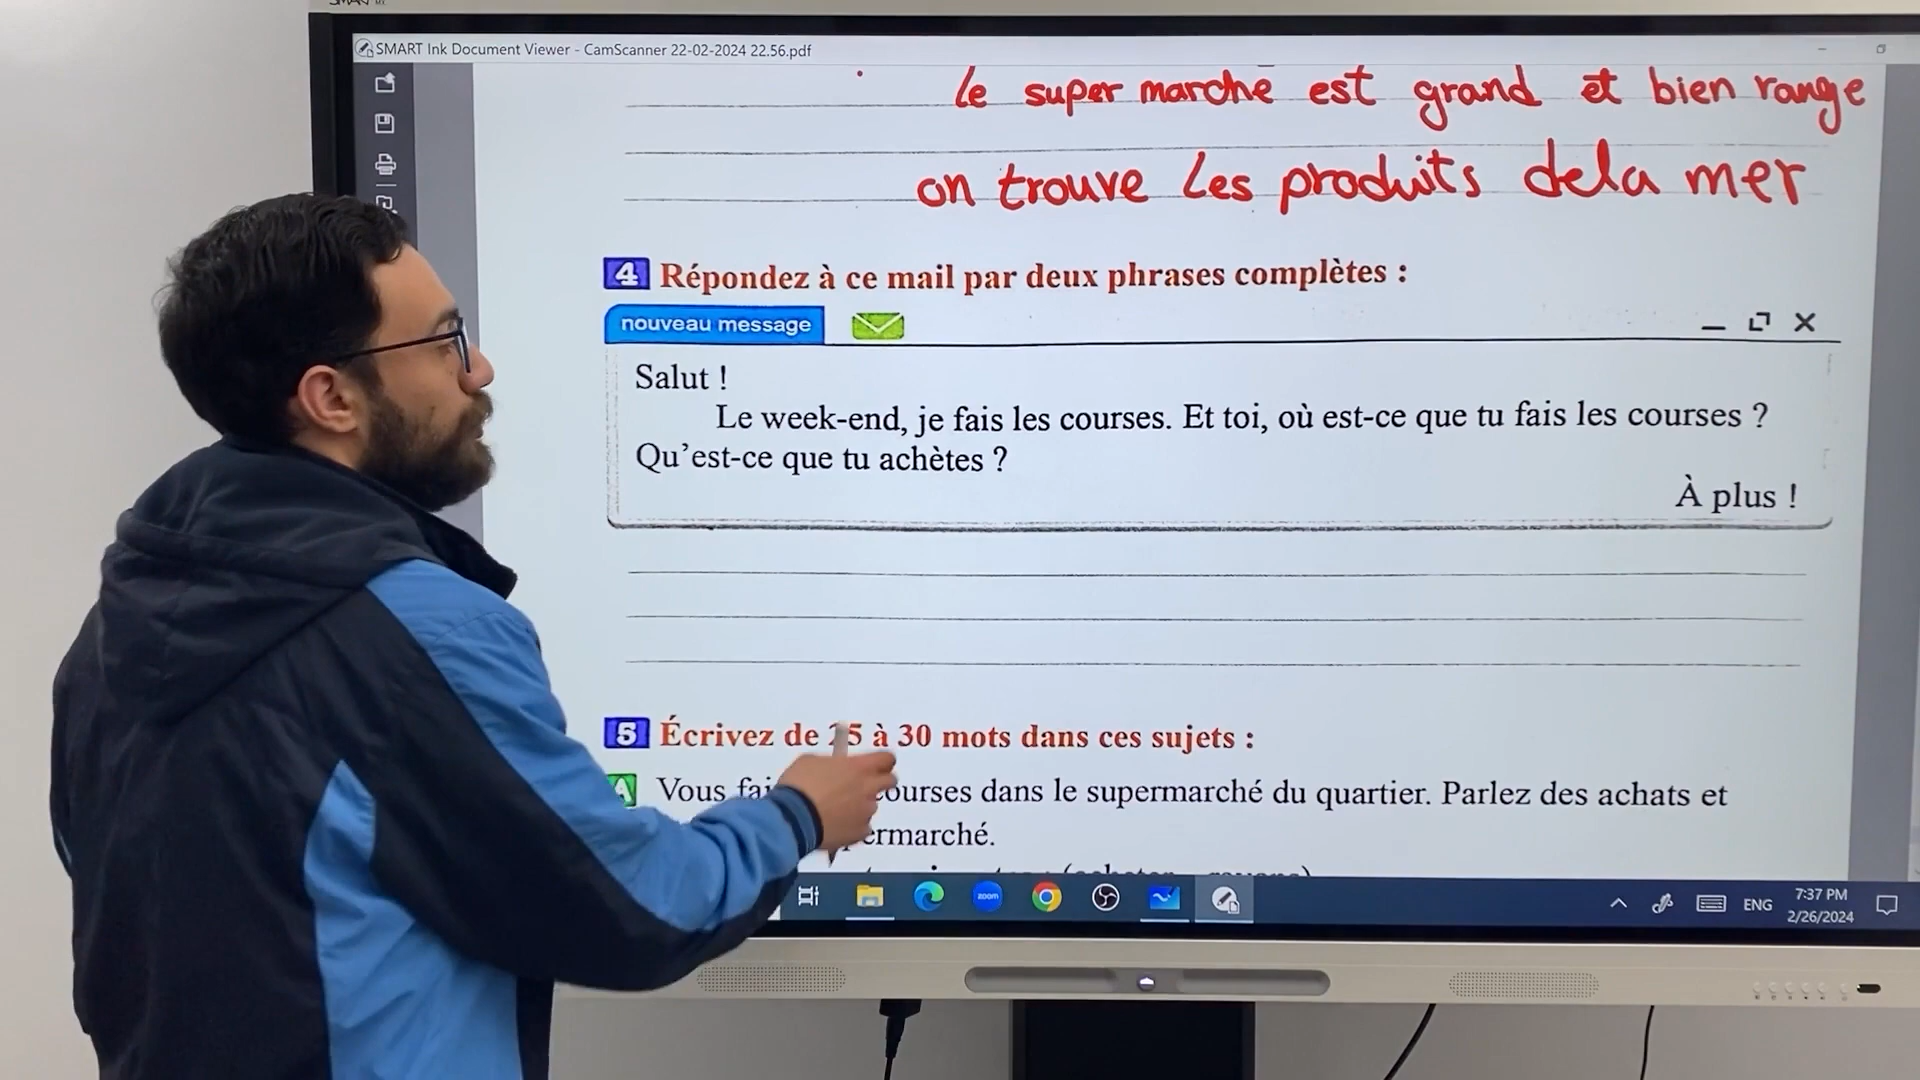 SMART Ink Document Viewer - CamScanner 22-02-2024 22.56.pdf
Le super marche est grand et bien range
on trouve Les produits dela mer
4 Répondez à ce mail par deux phrases complètes :
nouveau message
Salut !
Le week-end, je fais les courses. Et toi, où est-ce que tu fais les courses ?
Qu'est-ce que tu achètes ?
À plus !
5 Écrivez de 25 à 30 mots dans ces sujets :
A Vous fai courses dans le supermarché du quartier. Parlez des achats et
permarché.
zoom
ENG
7:37 PM
2/26/2024